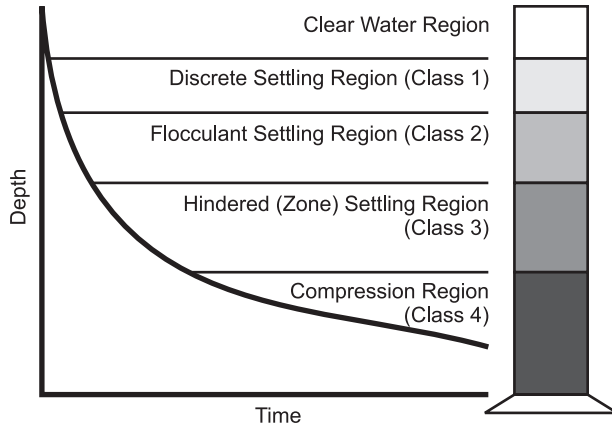 Clear Water Region
Discrete Settling Region (Class 1)
Flocculant Settling Region (Class 2)
Hindered (Zone) Settling Region
(Class 3)
Compression Region
(Class 4)
Depth
Time